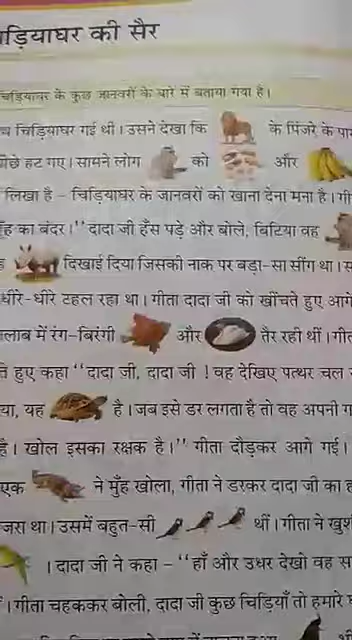 ड़ियाघर की सैर
चिड़ियाघर के कुछ जानवरों के बारे में बताया गया है।
चिड़ियाघर गई थी। उसने देखा कि के पिंजरे के पास
पीछे हट गए। सामने लोग को और
लिखा है – चिड़ियाघर के जानवरों को खाना देना मना है। गी
का बंदर।" दादा जी हँस पड़े और बोले, बिटिया वह
दिखाई दिया जिसकी नाक पर बड़ा-सा सींग था। स
धीरे-धीरे टहल रहा था। गीता दादा जी को खींचते हुए आगे
लाब में रंग-बिरंगी और तैर रही थीं। गीत
हुए कहा "दादा जी, दादा जी ! वह देखिए पत्थर चल
या, यह है। जब इसे डर लगता है तो वह अपनी ग
है। खोल इसका रक्षक है।" गीता दौड़कर आगे गई।
एक ने मुँह खोला, गीता ने डरकर दादा जी का ह
जरा था। उसमें बहुत-सी थीं। गीता ने खुश
। दादा जी ने कहा – "हाँ और उधर देखो वह स
। गीता चहककर बोली, दादा जी कुछ चिड़ियाँ तो हमारे